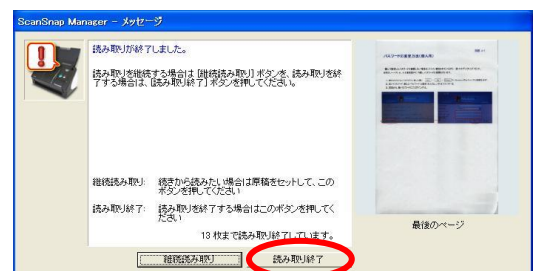 ScanSnap Manager - メッセージ
読み取りが終了しました。
読み取りを継続する場合は [継続読み取り] ボタンを、読み取りを終
了する場合は、[読み取り終了] ボタンを押してください。
継続読み取り: 続きから読みたい場合は原稿をセットして、この
ボタンを押してください
読み取り終了: 読み取りを終了する場合はこのボタンを押してく
ださい
13 枚まで読み取り終了しています。
最後のページ
継続読み取り
読み取り終了